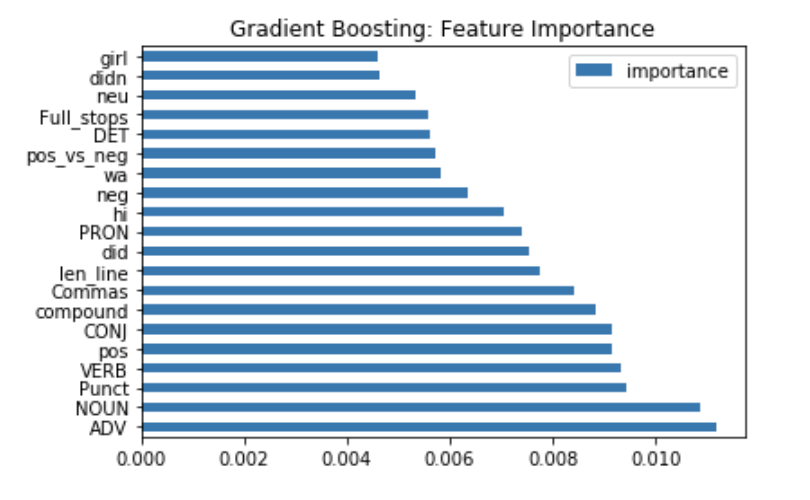 Gradient Boosting: Feature Importance
importance
girl
didn
neu
Full_stops
DET
pos_vs_neg
wa
neg
hi
PRON
did
len_line
Commas
compound
CONJ
pos
VERB
Punct
NOUN
ADV
0.000 0.002 0.004 0.006 0.008 0.010